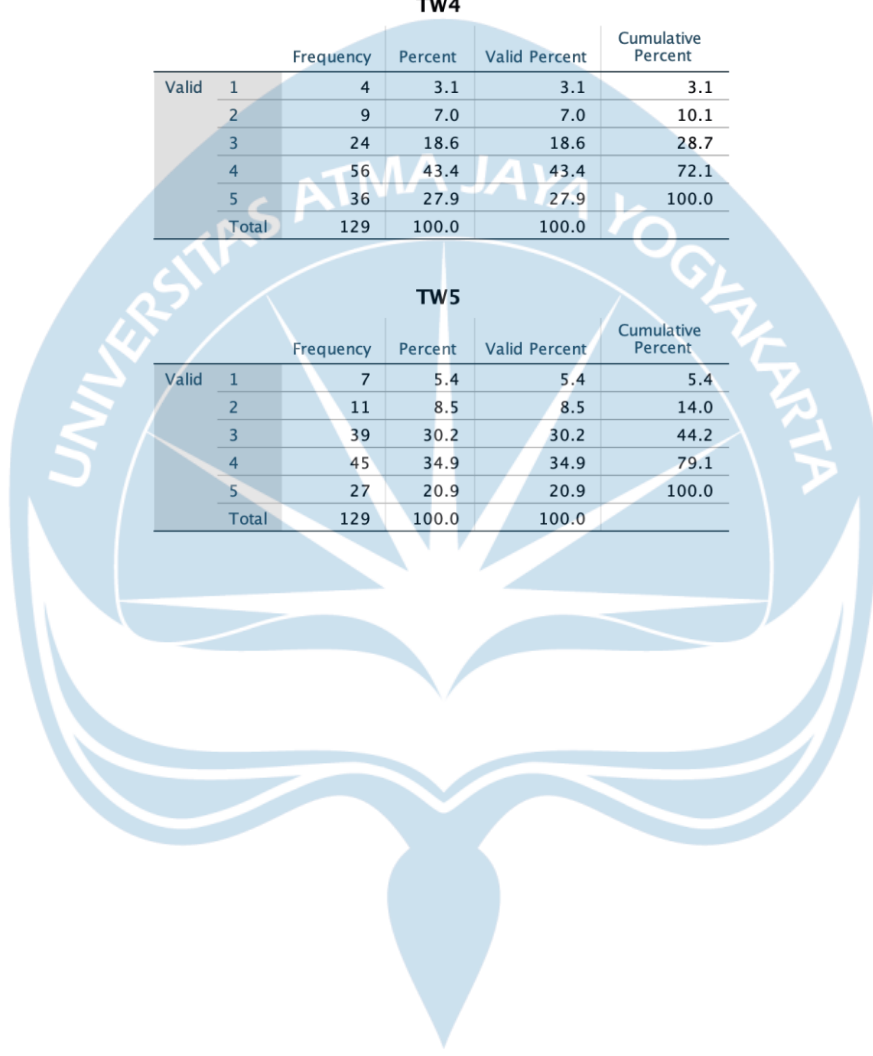 TW4
Frequency Percent Valid Percent Cumulative Percent
Valid 1 4 3.1 3.1 3.1
2 9 7.0 7.0 10.1
3 24 18.6 18.6 28.7
4 56 43.4 43.4 72.1
5 36 27.9 27.9 100.0
Total 129 100.0 100.0
UNIVERSITAS ATMA JAYA YOGYAKARTA
TW5
Frequency Percent Valid Percent Cumulative Percent
Valid 1 7 5.4 5.4 5.4
2 11 8.5 8.5 14.0
3 39 30.2 30.2 44.2
4 45 34.9 34.9 79.1
5 27 20.9 20.9 100.0
Total 129 100.0 100.0